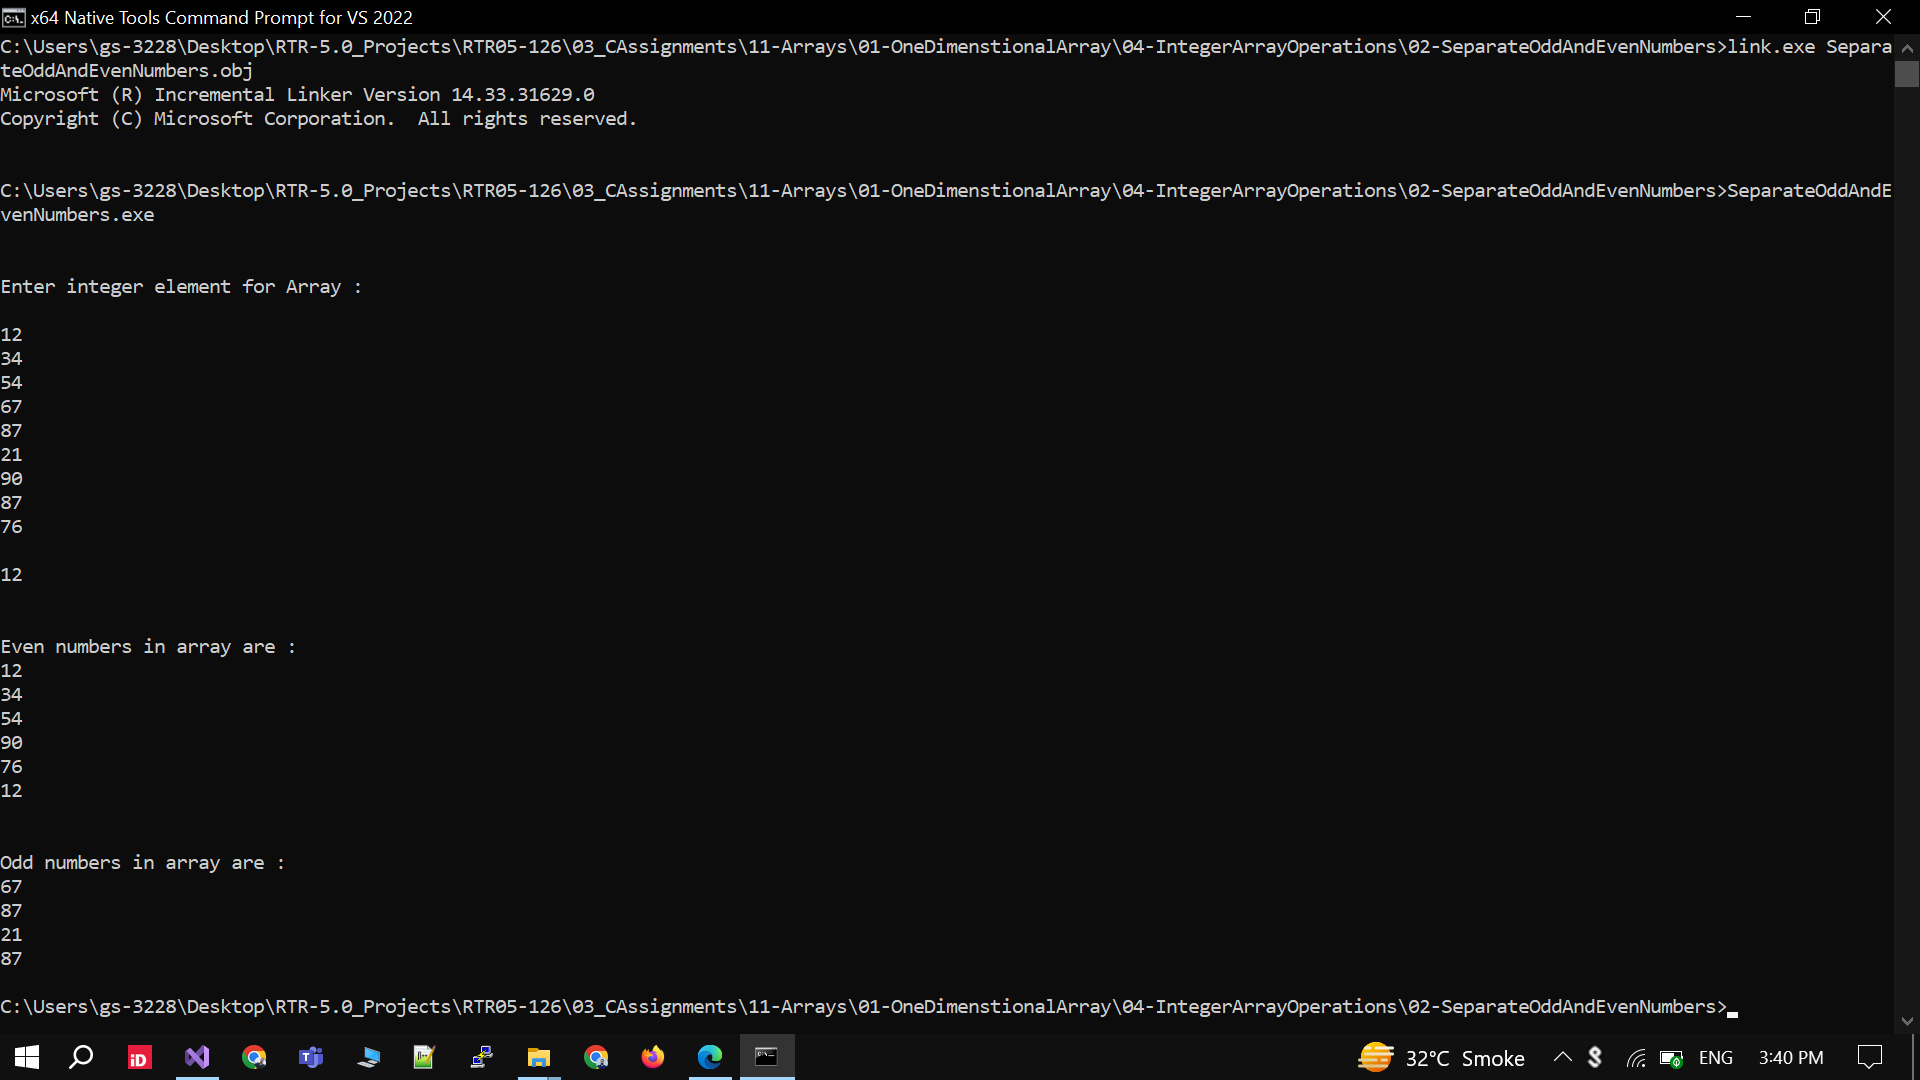 x64 Native Tools Command Prompt for VS 2022
C:\Users\gs-3228\Desktop\RTR-5.0_Projects\RTR05-126\03_CAssignments\11-Arrays\01-OneDimenstionalArray\04-IntegerArrayOperations\02-SeparateOddAndEvenNumbers>link.exe Separa
teOddAndEvenNumbers.obj
Microsoft (R) Incremental Linker Version 14.33.31629.0
Copyright (C) Microsoft Corporation.  All rights reserved.
C:\Users\gs-3228\Desktop\RTR-5.0_Projects\RTR05-126\03_CAssignments\11-Arrays\01-OneDimenstionalArray\04-IntegerArrayOperations\02-SeparateOddAndEvenNumbers>SeparateOddAndE
venNumbers.exe
Enter integer element for Array :
12
34
54
67
87
21
90
87
76
12
Even numbers in array are :
12
34
54
90
76
12
Odd numbers in array are :
67
87
21
87
C:\Users\gs-3228\Desktop\RTR-5.0_Projects\RTR05-126\03_CAssignments\11-Arrays\01-OneDimenstionalArray\04-IntegerArrayOperations\02-SeparateOddAndEvenNumbers>
iD
32°C Smoke ENG 3:40 PM